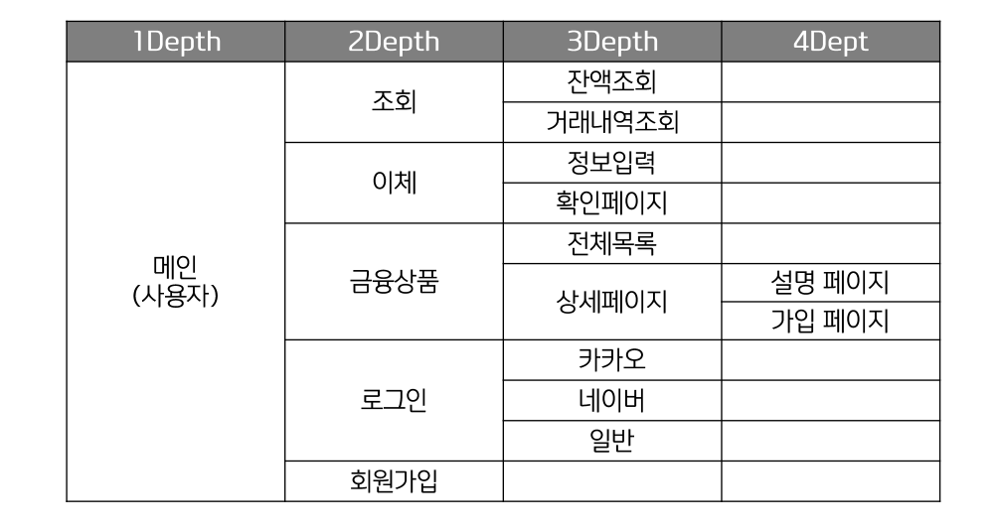 1Depth 2Depth 3Depth 4Dept
잔액조회
조회
거래내역조회
정보입력
이체
확인페이지
전체목록
메인
(사용자)
금융상품
상세페이지
설명 페이지
가입 페이지
카카오
로그인
네이버
일반
회원가입